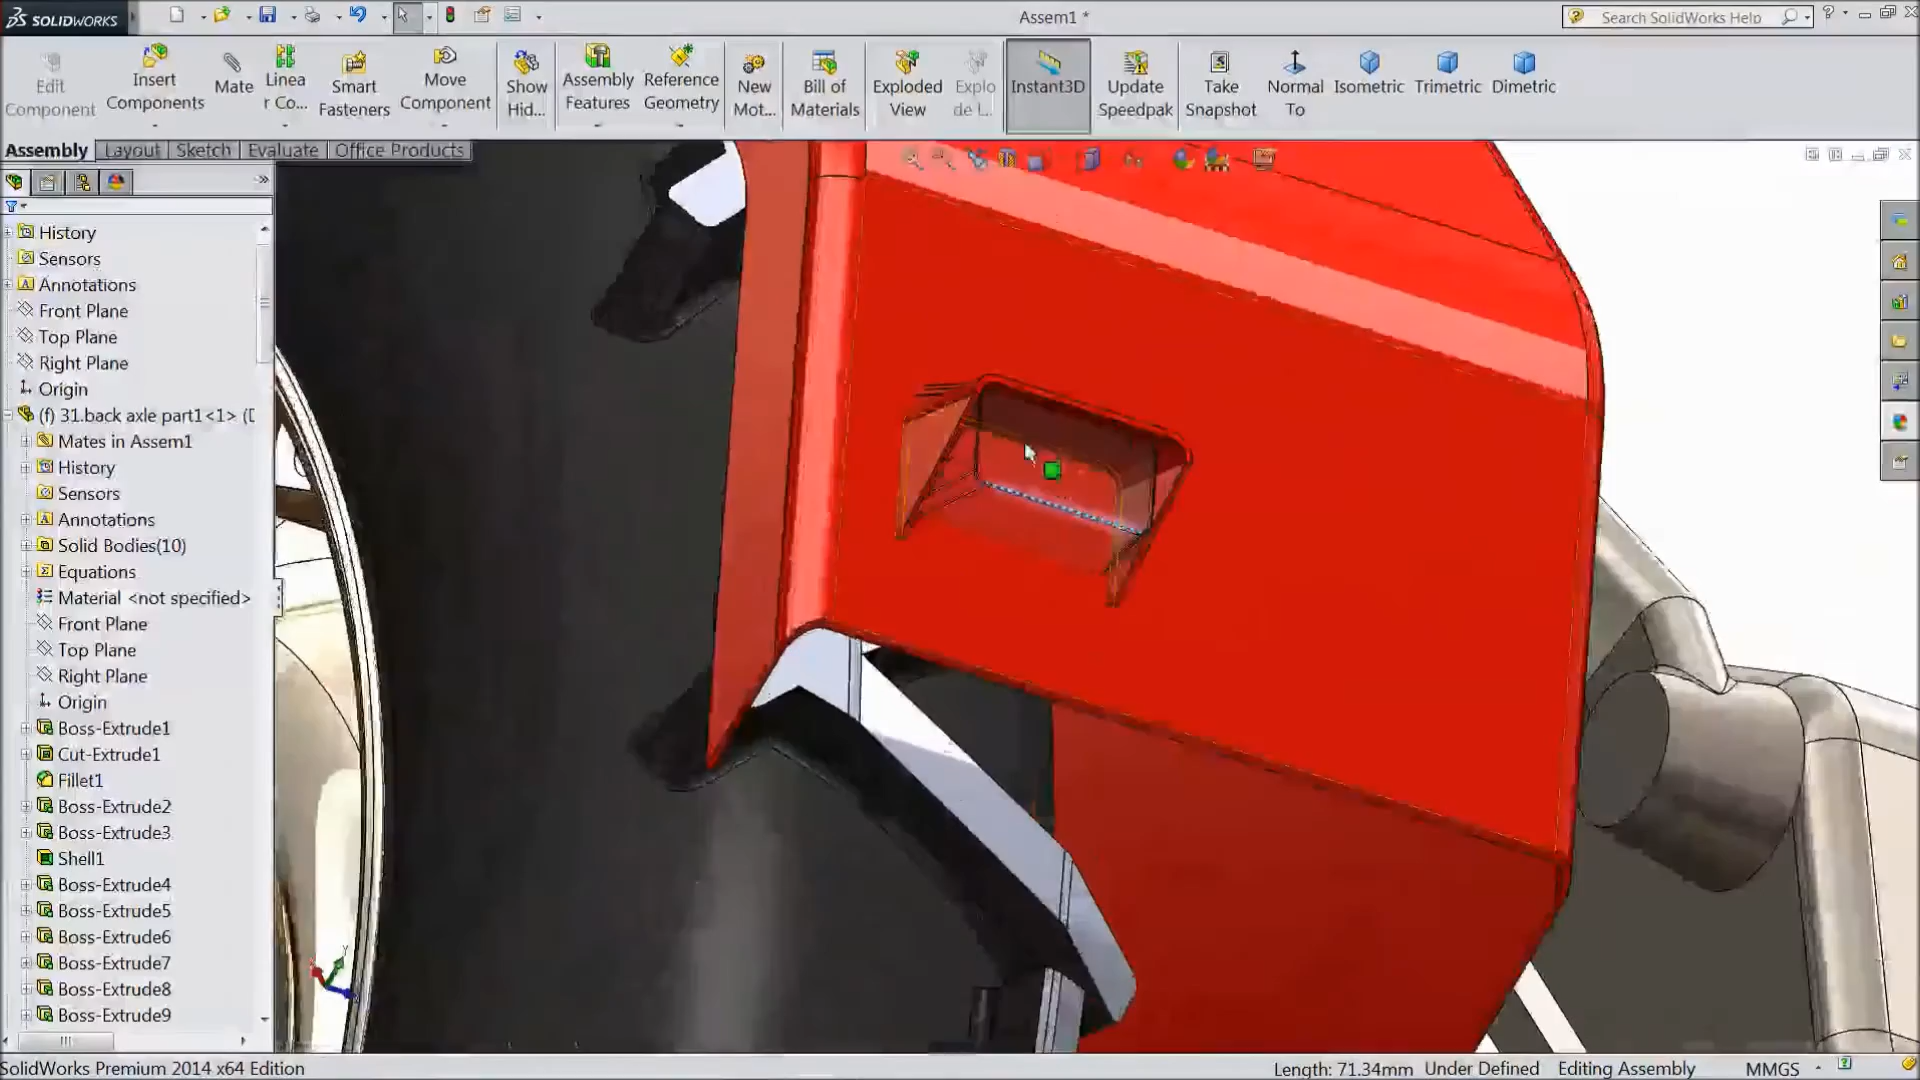 SOLIDWORKS
Assem1 *
Search SolidWorks Help
Edit Component
Insert Components
Mate
Linea r Co...
Smart Fasteners
Move Component
Show Hid...
Assembly Features
Reference Geometry
New Mot...
Bill of Materials
Exploded View
Explo de L...
Instant3D
Update Speedpak
Take Snapshot
Normal To
Isometric
Trimetric
Dimetric
Assembly Layout Sketch Evaluate Office Products
History
Sensors
Annotations
Front Plane
Top Plane
Right Plane
Origin
(f) 31.back axle part1<1> (D
Mates in Assem1
History
Sensors
Annotations
Solid Bodies(10)
Equations
Material <not specified>
Front Plane
Top Plane
Right Plane
Origin
Boss-Extrude1
Cut-Extrude1
Fillet1
Boss-Extrude2
Boss-Extrude3
Shell1
Boss-Extrude4
Boss-Extrude5
Boss-Extrude6
Boss-Extrude7
Boss-Extrude8
Boss-Extrude9
SolidWorks Premium 2014 x64 Edition
Length: 71.34mm Under Defined Editing Assembly MMGS